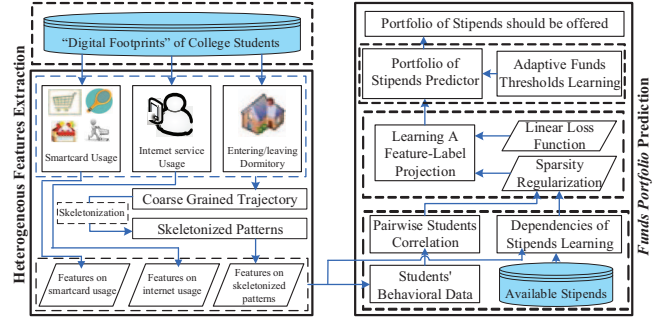 "Digital Footprints" of College Students
Heterogeneous Features Extraction
Smartcard Usage
Internet service
Usage
Entering/leaving
Dormitory
Coarse Grained Trajectory
Skeletonization
Skeletonized Patterns
Features on
smartcard usage
Features on
internet usage
Features on
skeletonized
patterns
Portfolio of Stipends should be offered
Portfolio of
Stipends Predictor
Adaptive Funds
Thresholds Learning
Learning A
Feature-Label
Projection
Linear Loss
Function
Sparsity
Regularization
Pairwise Students
Correlation
Dependencies of
Stipends Learning
Students'
Behavioral Data
Available Stipends
Funds Portfolio Prediction